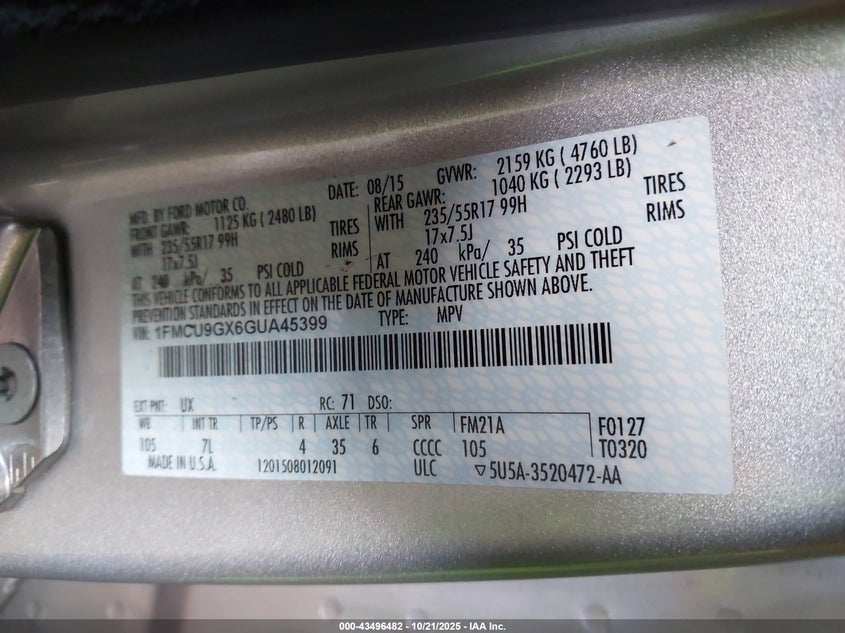 MFD. BY FORD MOTOR CO. DATE: 08/15 GVWR: 2159 KG ( 4760 LB)
FRONT GAWR: 1125 KG ( 2480 LB) REAR GAWR: 1040 KG ( 2293 LB)
WITH 235/55R17 99H TIRES WITH 235/55R17 99H TIRES
17x7.5J RIMS 17x7.5J RIMS
AT 240 kPa/ 35 PSI COLD AT 240 kPa/ 35 PSI COLD
THIS VEHICLE CONFORMS TO ALL APPLICABLE FEDERAL MOTOR VEHICLE SAFETY AND THEFT
PREVENTION STANDARDS IN EFFECT ON THE DATE OF MANUFACTURE SHOWN ABOVE.
VIN: 1FMCU9GX6GUA45399 TYPE: MPV
EXT PNT: UX RC: 71 DSO:
WB INT TR TP/PS R AXLE TR SPR FM21A F0127
105 7L 4 35 6 CCCC 105 T0320
MADE IN U.S.A. 1201508012091 ULC ▽5U5A-3520472-AA
000-43496482 - 10/21/2025 - IAA Inc.